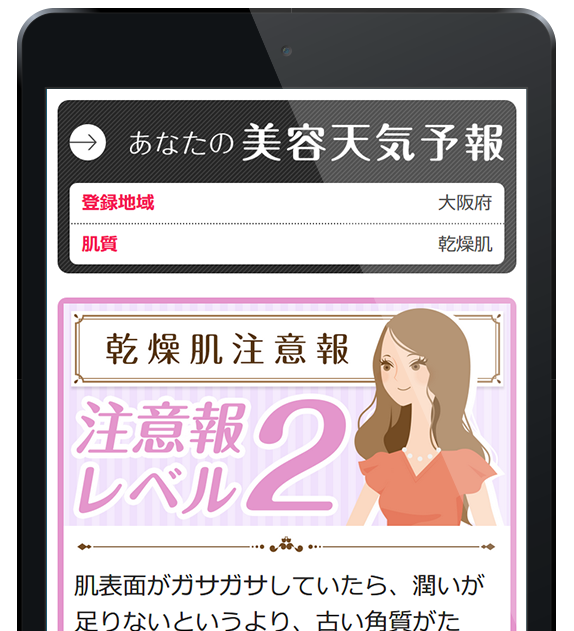 あなたの美容天気予報
登録地域 大阪府
肌質 乾燥肌
乾燥肌注意報
注意報
レベル2
肌表面がガサガサしていたら、潤いが
足りないというより、古い角質がた